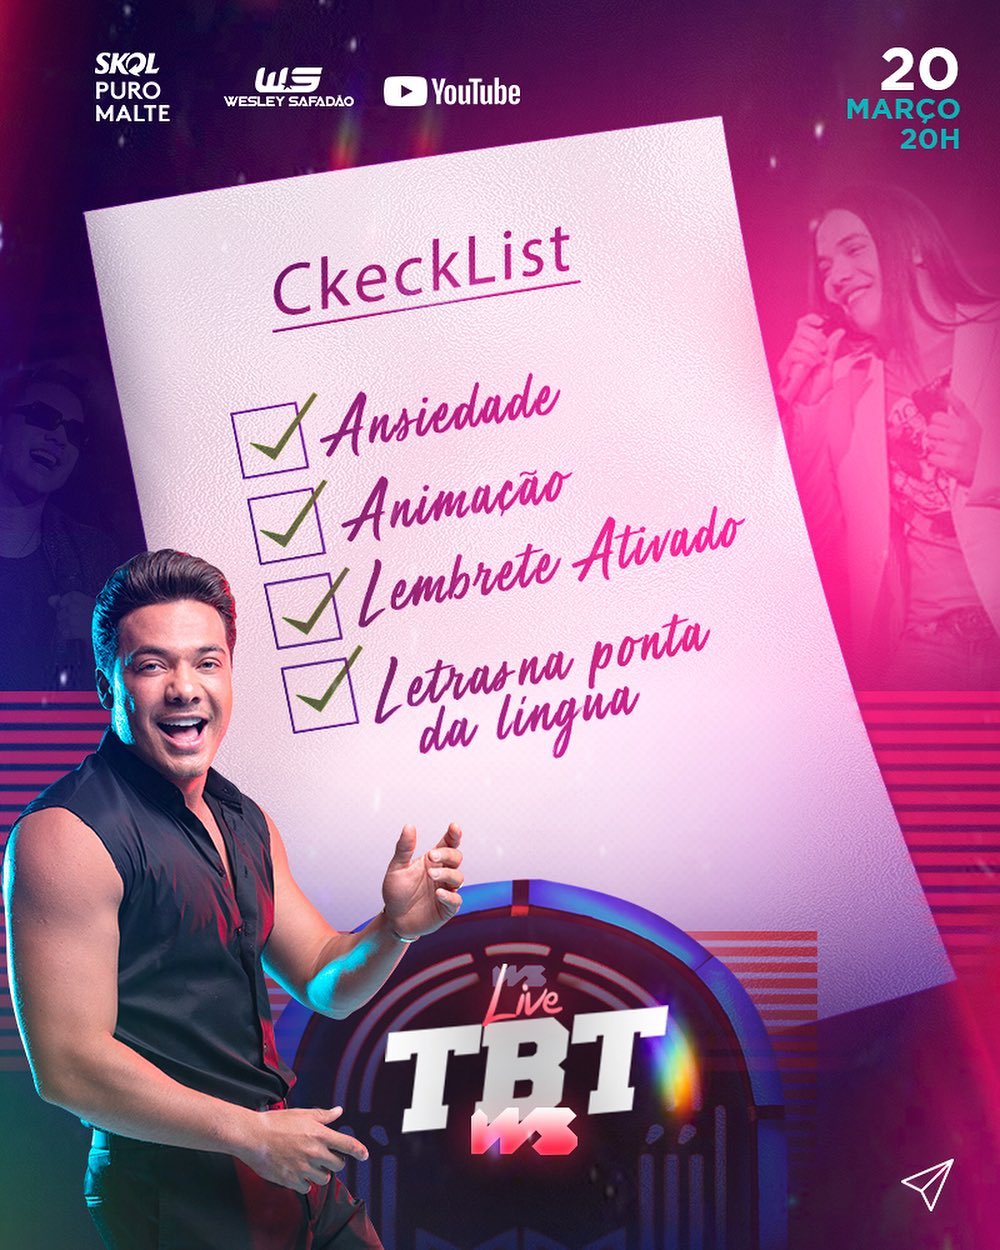 SKOL
PURO
MALTE
WS
WESLEY SAFADÃO
YouTube
20
MARÇO
20H
CkeckList
Ansiedade
Animação
Lembrete Ativado
Letrasna ponta
da língua
WS
Live
TBT
WS